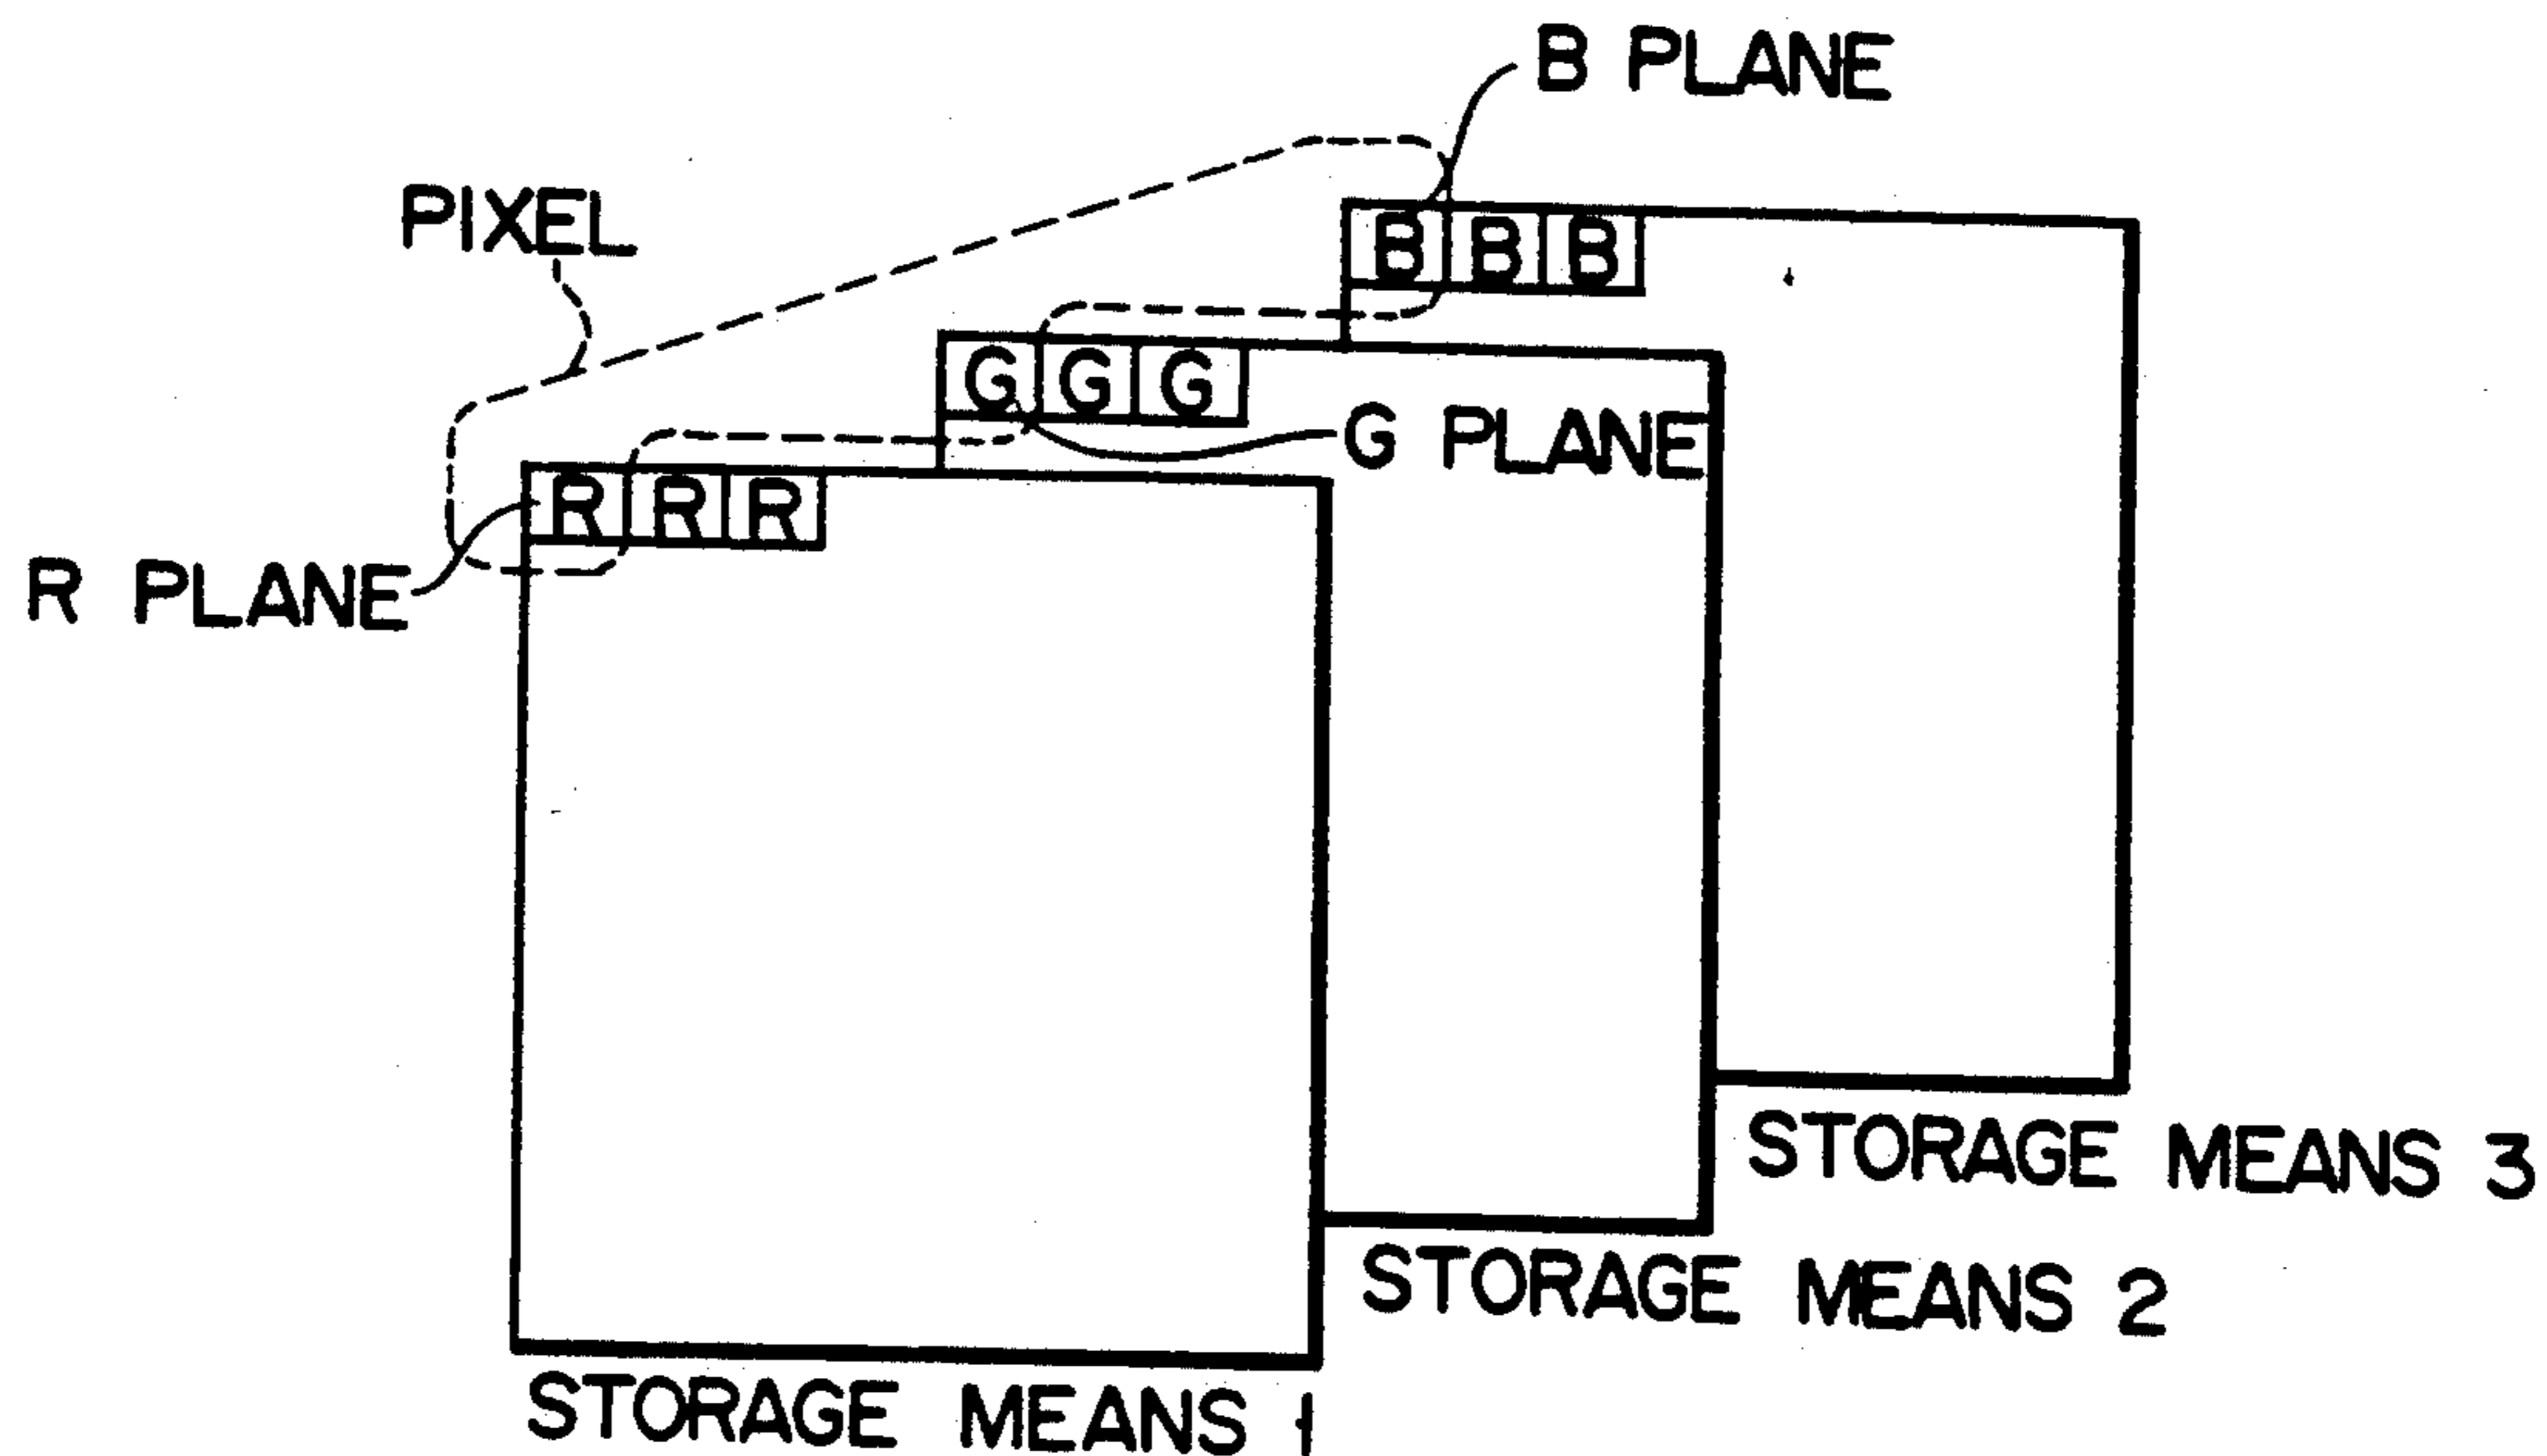 B PLANE
PIXEL
B B B
G G G
G PLANE
R R R
R PLANE
STORAGE MEANS 3
STORAGE MEANS 2
STORAGE MEANS 1